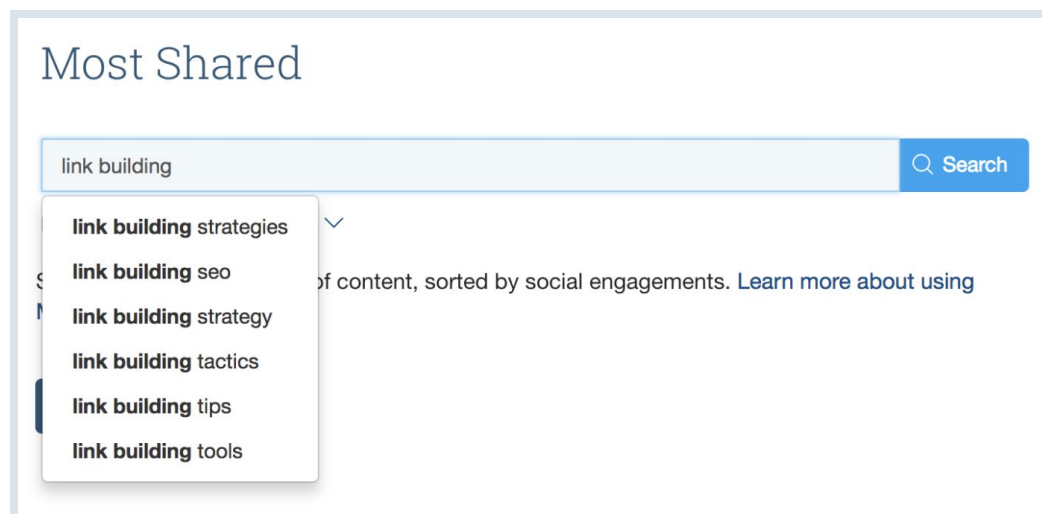 Most Shared
link building
Search
link building strategies
link building seo
of content, sorted by social engagements. Learn more about using
link building strategy
link building tactics
link building tips
link building tools